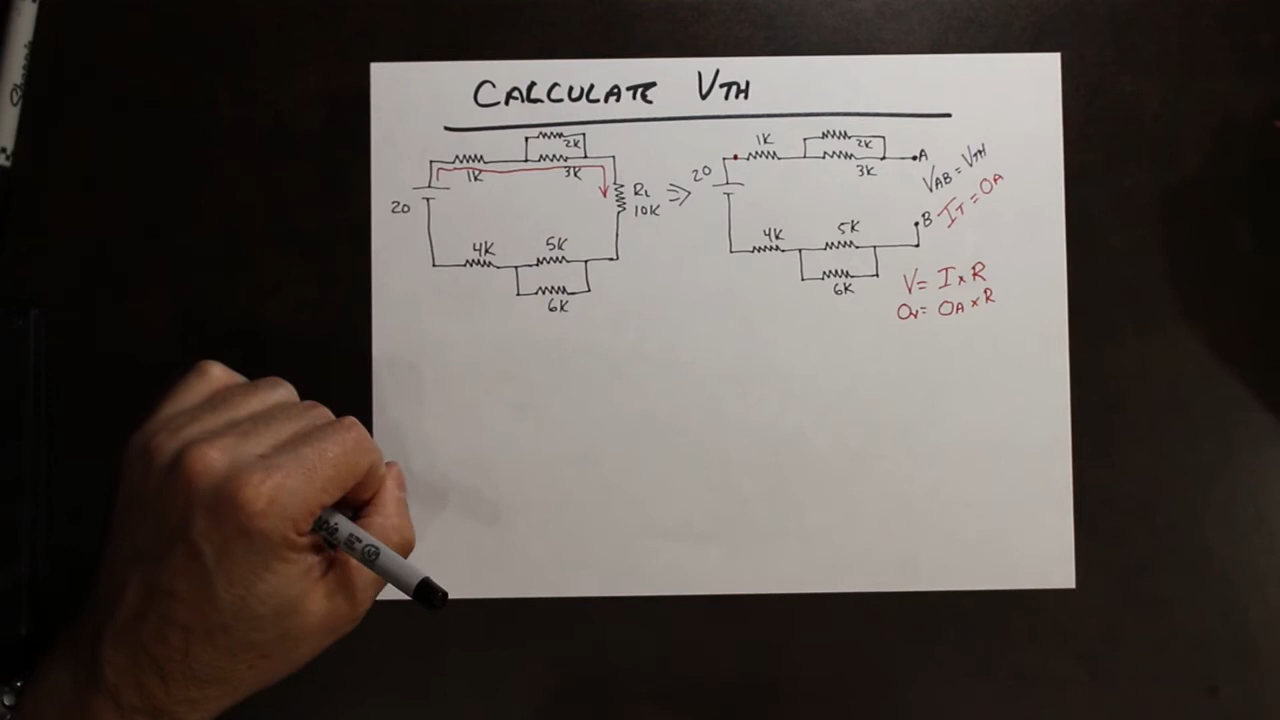 CALCULATE VTH
2K
1K
3K
20
RL
10K
4K
5K
6K
1K
2K
3K
20
A
VAB = VTH
IT = 0A
B
4K
5K
6K
V = I x R
0V = 0A x R
Sharpie